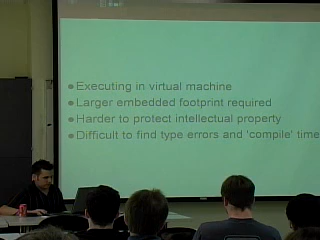 Executing in virtual machine
Larger embedded footprint required
Harder to protect intellectual property
Difficult to find type errors and 'compile' time